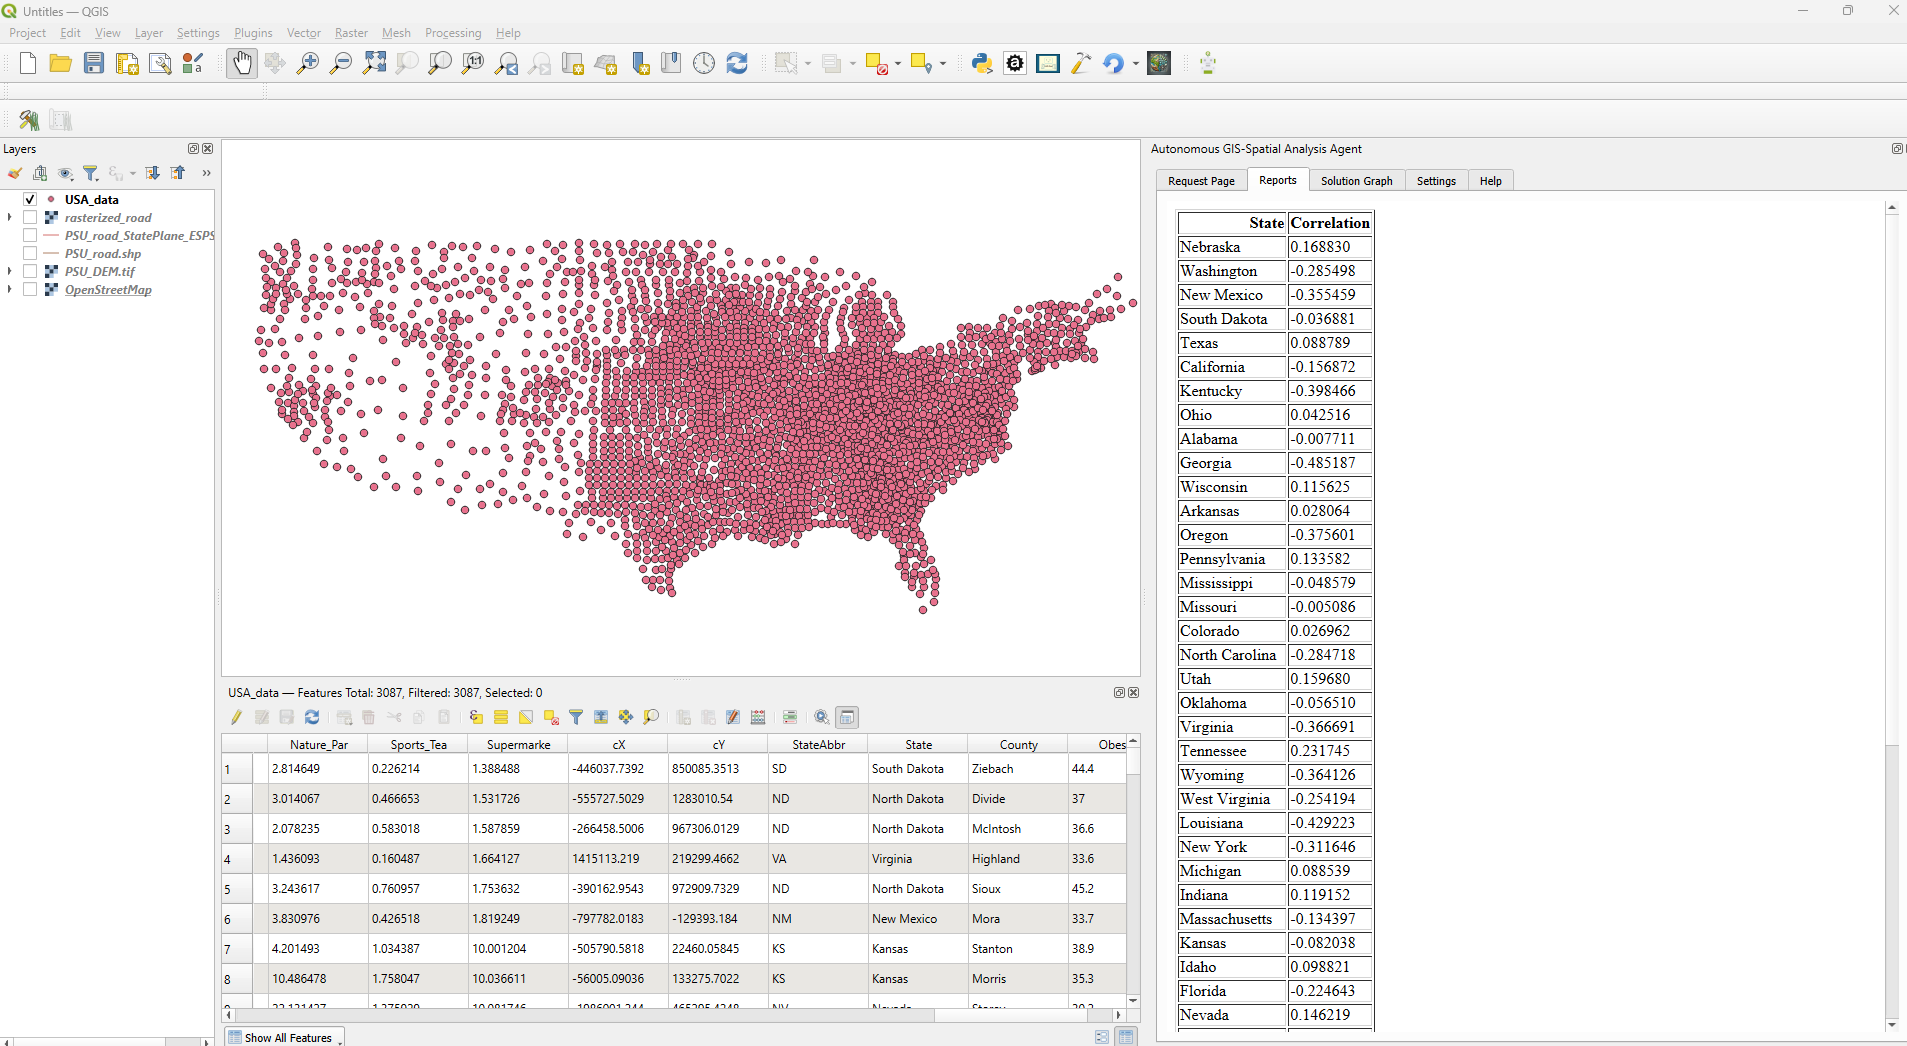 Untitles — QGIS
Project Edit View Layer Settings Plugins Vector Raster Mesh Processing Help
Layers
USA_data
rasterized_road
PSU_road_StatePlane_ESPS
PSU_road.shp
PSU_DEM.tif
OpenStreetMap
Autonomous GIS-Spatial Analysis Agent
Request Page Reports Solution Graph Settings Help
State Correlation
Nebraska 0.168830
Washington -0.285498
New Mexico -0.355459
South Dakota -0.036881
Texas 0.088789
California -0.156872
Kentucky -0.398466
Ohio 0.042516
Alabama -0.007711
Georgia -0.485187
Wisconsin 0.115625
Arkansas 0.028064
Oregon -0.375601
Pennsylvania 0.133582
Mississippi -0.048579
Missouri -0.005086
Colorado 0.026962
North Carolina -0.284718
Utah 0.159680
Oklahoma -0.056510
Virginia -0.366691
Tennessee 0.231745
Wyoming -0.364126
West Virginia -0.254194
Louisiana -0.429223
New York -0.311646
Michigan 0.088539
Indiana 0.119152
Massachusetts -0.134397
Kansas -0.082038
Idaho 0.098821
Florida -0.224643
Nevada 0.146219
USA_data — Features Total: 3087, Filtered: 3087, Selected: 0
Nature_Par Sports_Tea Supermarke cX cY StateAbbr State County Obes
1 2.814649 0.226214 1.388488 -446037.7392 850085.3513 SD South Dakota Ziebach 44.4
2 3.014067 0.466653 1.531726 -555727.5029 1283010.54 ND North Dakota Divide 37
3 2.078235 0.583018 1.587859 -266458.5006 967306.0129 ND North Dakota McIntosh 36.6
4 1.436093 0.160487 1.664127 1415113.219 219299.4662 VA Virginia Highland 33.6
5 3.243617 0.760957 1.753632 -390162.9543 972909.7329 ND North Dakota Sioux 45.2
6 3.830976 0.426518 1.819249 -797782.0183 -129393.184 NM New Mexico Mora 33.7
7 4.201493 1.034387 10.001204 -505790.5818 22460.05845 KS Kansas Stanton 38.9
8 10.486478 1.758047 10.036611 -56005.09036 133275.7022 KS Kansas Morris 35.3
Show All Features